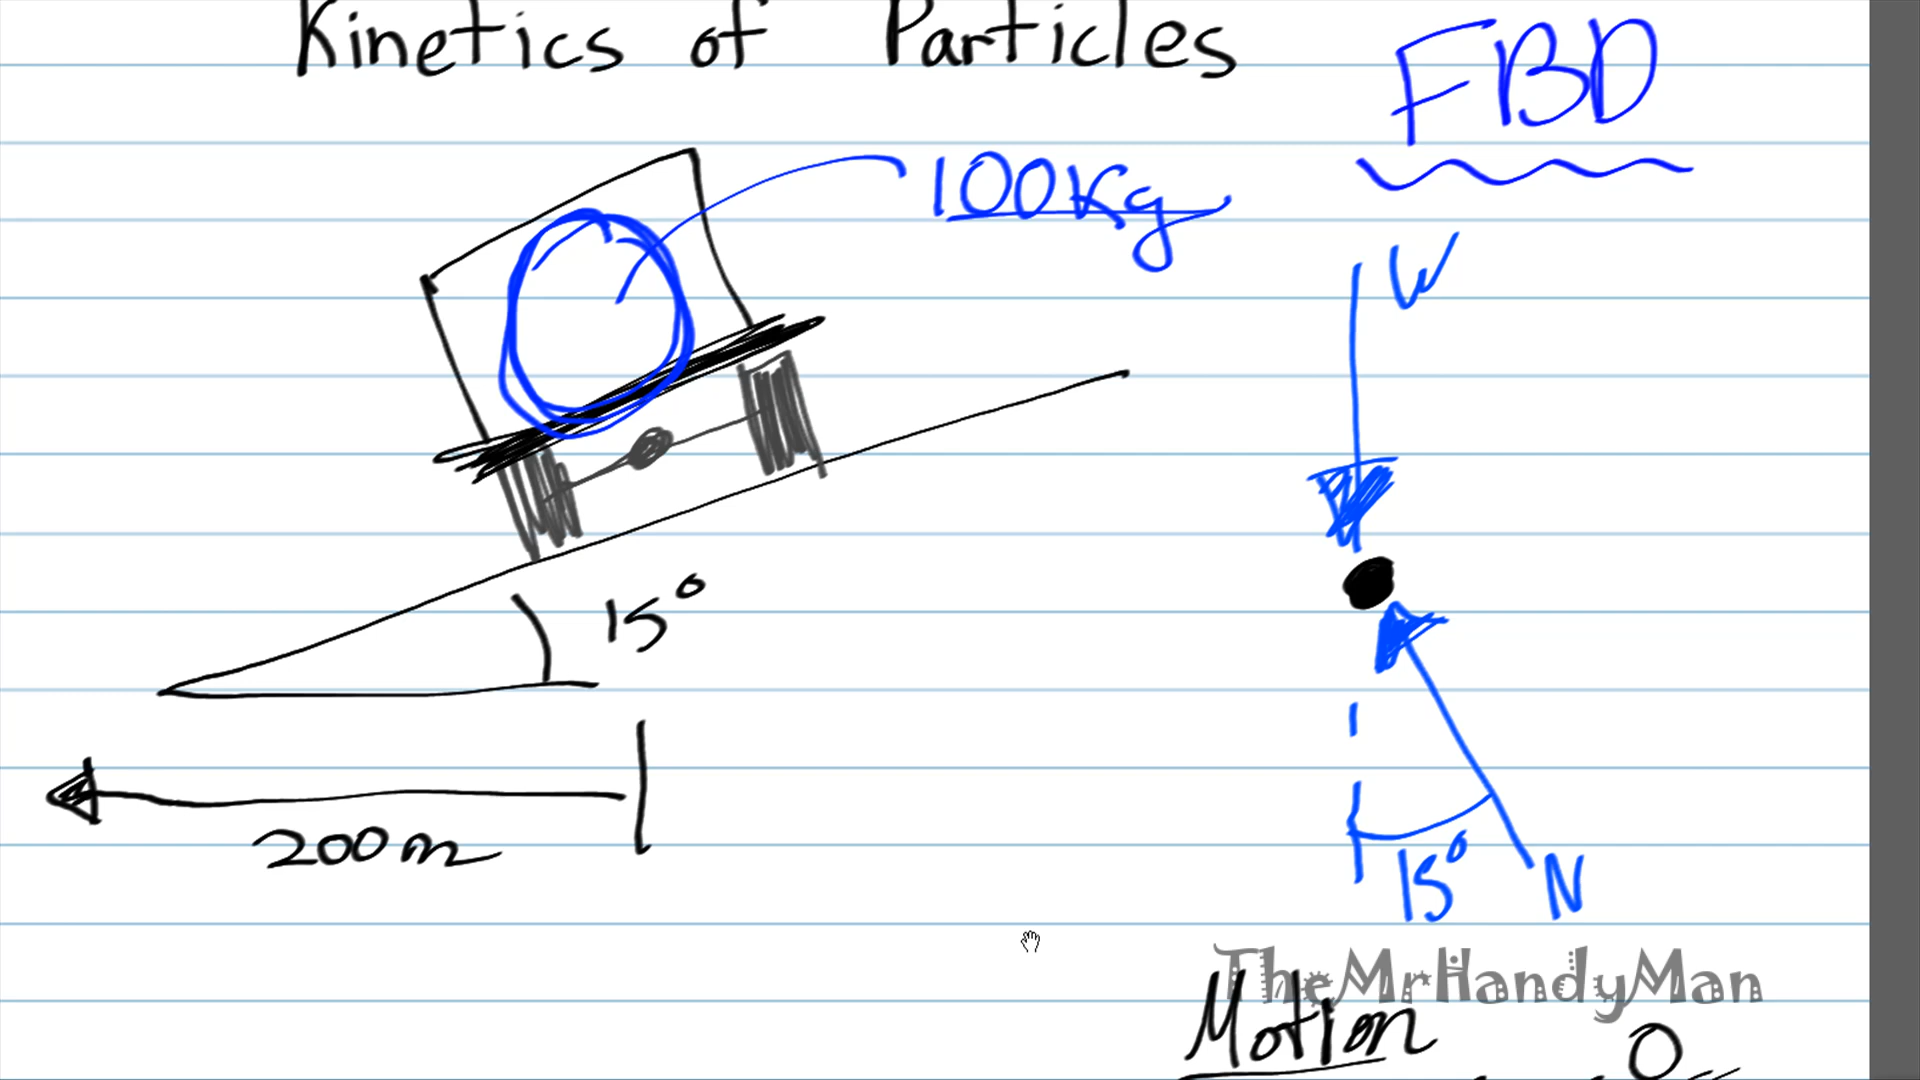 Kinetics of Particles
FBD
100Kg
W
15°
200m
15°
N
TheMrHandyMan
Motion